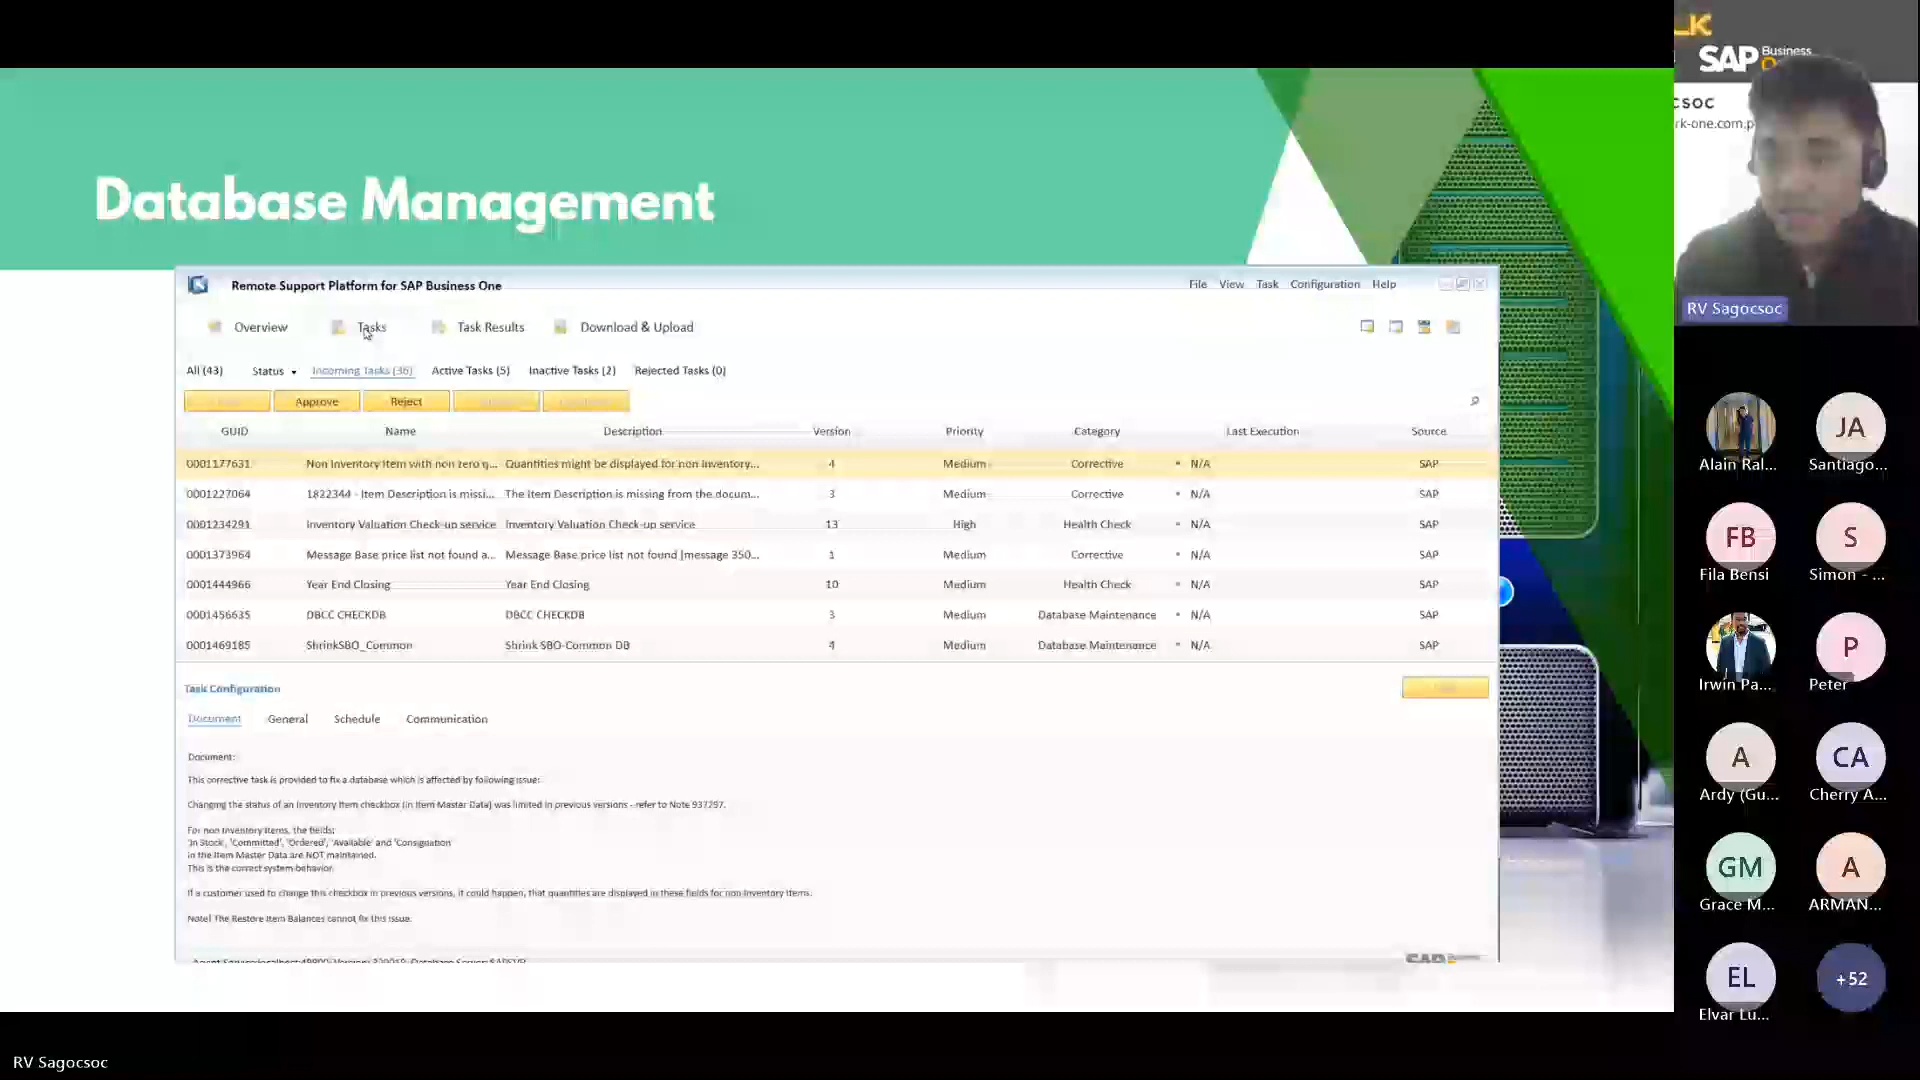 LK
SAP Business
csoc
rk-one.com.p
RV Sagocsoc
Database Management
Remote Support Platform for SAP Business One
File View Task Configuration Help
Overview Tasks Task Results Download & Upload
All (43) Status Incoming Tasks (36) Active Tasks (5) Inactive Tasks (2) Rejected Tasks (0)
Approve Reject
GUID Name Description Version Priority Category Last Execution Source
0001177631 Non Inventory Item with non zero q... Quantities might be displayed for non inventory... 4 Medium Corrective N/A SAP
0001227064 1822344 - Item Description is missi... The Item Description is missing from the docum... 3 Medium Corrective N/A SAP
0001234291 Inventory Valuation Check-up service Inventory Valuation Check-up service 13 High Health Check N/A SAP
0001373964 Message Base price list not found a... Message Base price list not found [message 350... 1 Medium Corrective N/A SAP
0001444966 Year End Closing Year End Closing 10 Medium Health Check N/A SAP
0001456635 DBCC CHECKDB DBCC CHECKDB 3 Medium Database Maintenance N/A SAP
0001469185 ShrinkSBO_Common Shrink SBO-Common DB 4 Medium Database Maintenance N/A SAP
Task Configuration
Document General Schedule Communication
Document:
This corrective task is provided to fix a database which is affected by following issue:
Changing the status of an Inventory Item checkbox (in Item Master Data) was limited in previous versions - refer to Note 937297.
For non inventory items, the fields:
'In Stock', 'Committed', 'Ordered', 'Available' and 'Consignation'
in the Item Master Data are NOT maintained.
This is the correct system behavior.
If a customer used to change this checkbox in previous versions, it could happen, that quantities are displayed in these fields for non inventory items.
Note! The Restore Item Balances cannot fix this issue.
SAP
Alain Ral...
JA
Santiago...
FB
Fila Bensi
S
Simon - ...
Irwin Pa...
P
Peter
A
Ardy (Gu...
CA
Cherry A...
GM
Grace M...
A
ARMAN...
EL
Elvar Lu...
+52
RV Sagocsoc